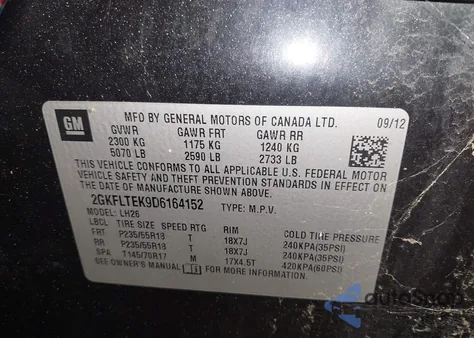 GM
MFD BY GENERAL MOTORS OF CANADA LTD. 09/12
GVWR GAWR FRT GAWR RR
2300 KG 1175 KG 1240 KG
5070 LB 2590 LB 2733 LB
THIS VEHICLE CONFORMS TO ALL APPLICABLE U.S. FEDERAL MOTOR
VEHICLE SAFETY, BUMPER, AND THEFT PREVENTION STANDARDS
IN EFFECT ON THE DATE OF MANUFACTURE SHOWN ABOVE.
2GKFLTEK9D6164152 TYPE: M.P.V.
MODEL: LH26
LBCL TIRE SIZE SPEED RTG RIM COLD TIRE PRESSURE
FRT P235/55R18 T 18X7J 240KPA(35PSI)
RR P235/55R18 T 18X7J 240KPA(35PSI)
SPA T145/70R17 M 17X4.5T 420KPA(60PSI)
SEE OWNER'S MANUAL FOR MORE INFORMATION
autoSnap